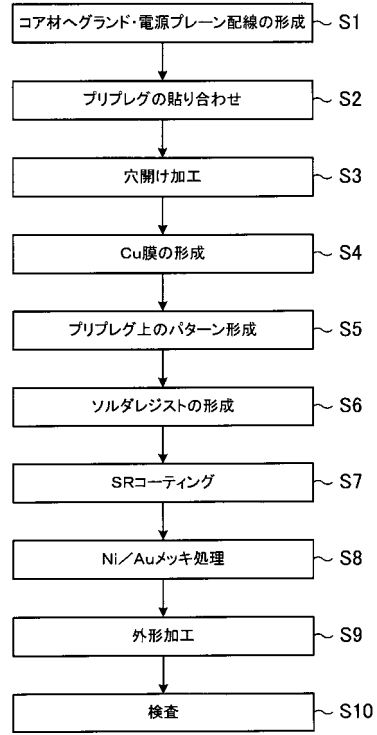 コア材へグランド・電源プレーン配線の形成 S1
プリプレグの貼り合わせ S2
穴開け加工 S3
Cu膜の形成 S4
プリプレグ上のパターン形成 S5
ソルダレジストの形成 S6
SRコーティング S7
Ni／Auメッキ処理 S8
外形加工 S9
検査 S10